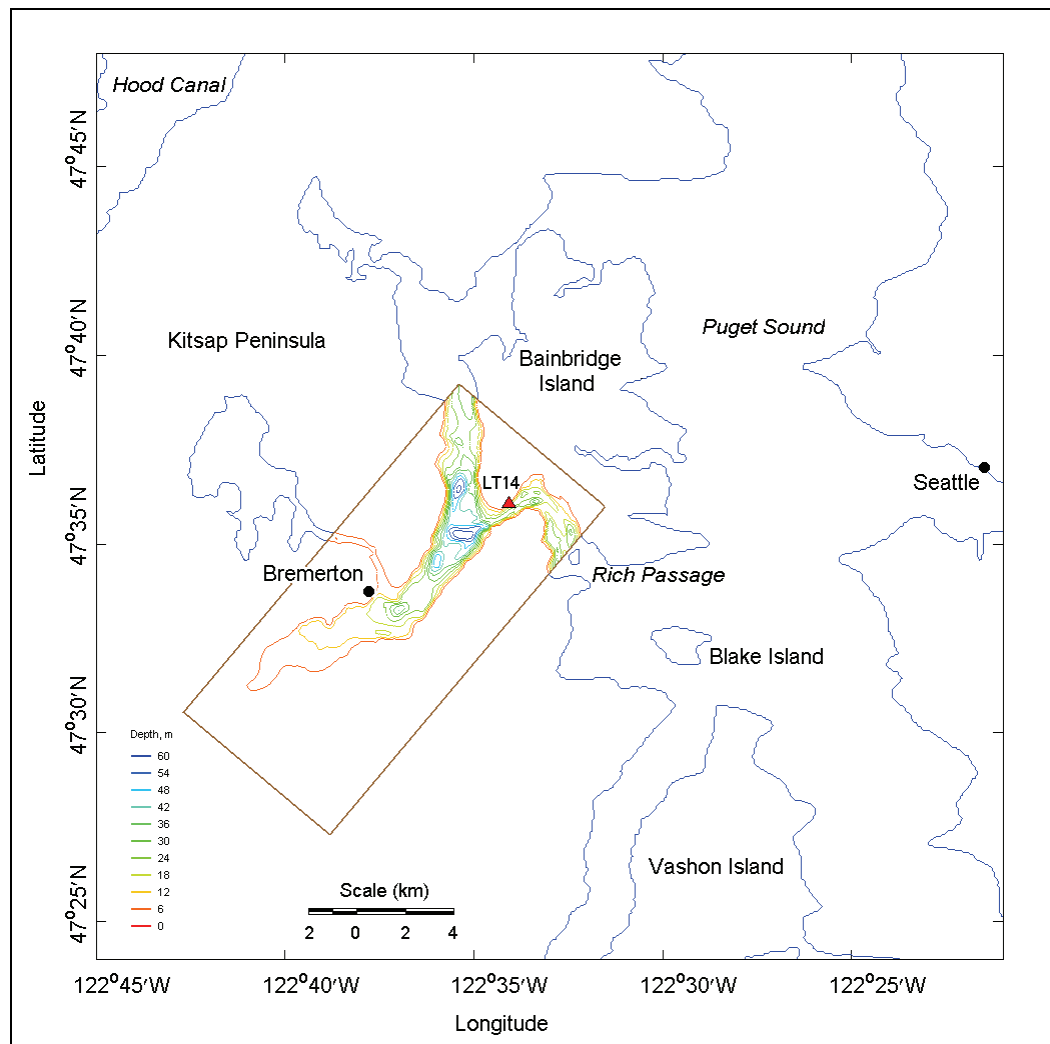 Hood Canal
47°45'N
47°40'N
47°35'N
47°30'N
47°25'N
Latitude
Kitsap Peninsula
Puget Sound
Bainbridge
Island
LT14
Seattle
Bremerton
Rich Passage
Blake Island
Vashon Island
Depth, m
60
54
48
42
36
30
24
18
12
6
0
Scale (km)
2 0 2 4
122°45'W 122°40'W 122°35'W 122°30'W 122°25'W
Longitude